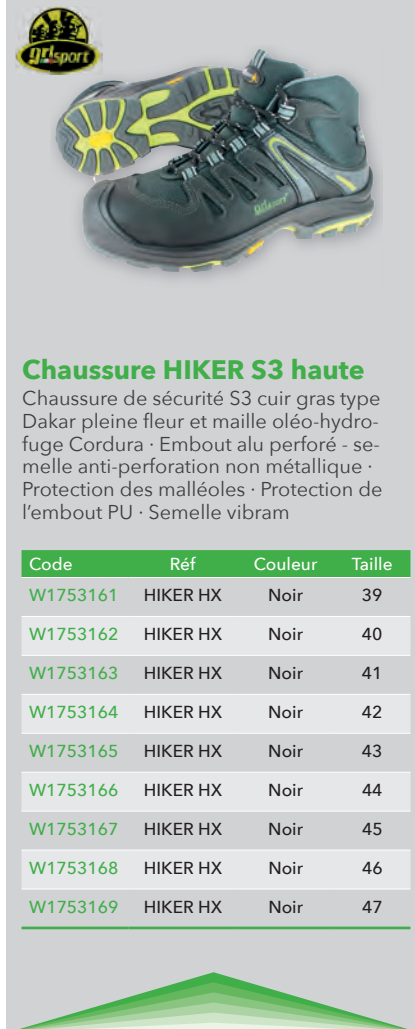 grisport
grisport
Chaussure HIKER S3 haute
Chaussure de sécurité S3 cuir gras type
Dakar pleine fleur et maille oléo-hydro-
fuge Cordura · Embout alu perforé - se-
melle anti-perforation non métallique ·
Protection des malléoles · Protection de
l'embout PU · Semelle vibram
Code Réf Couleur Taille
W1753161 HIKER HX Noir 39
W1753162 HIKER HX Noir 40
W1753163 HIKER HX Noir 41
W1753164 HIKER HX Noir 42
W1753165 HIKER HX Noir 43
W1753166 HIKER HX Noir 44
W1753167 HIKER HX Noir 45
W1753168 HIKER HX Noir 46
W1753169 HIKER HX Noir 47